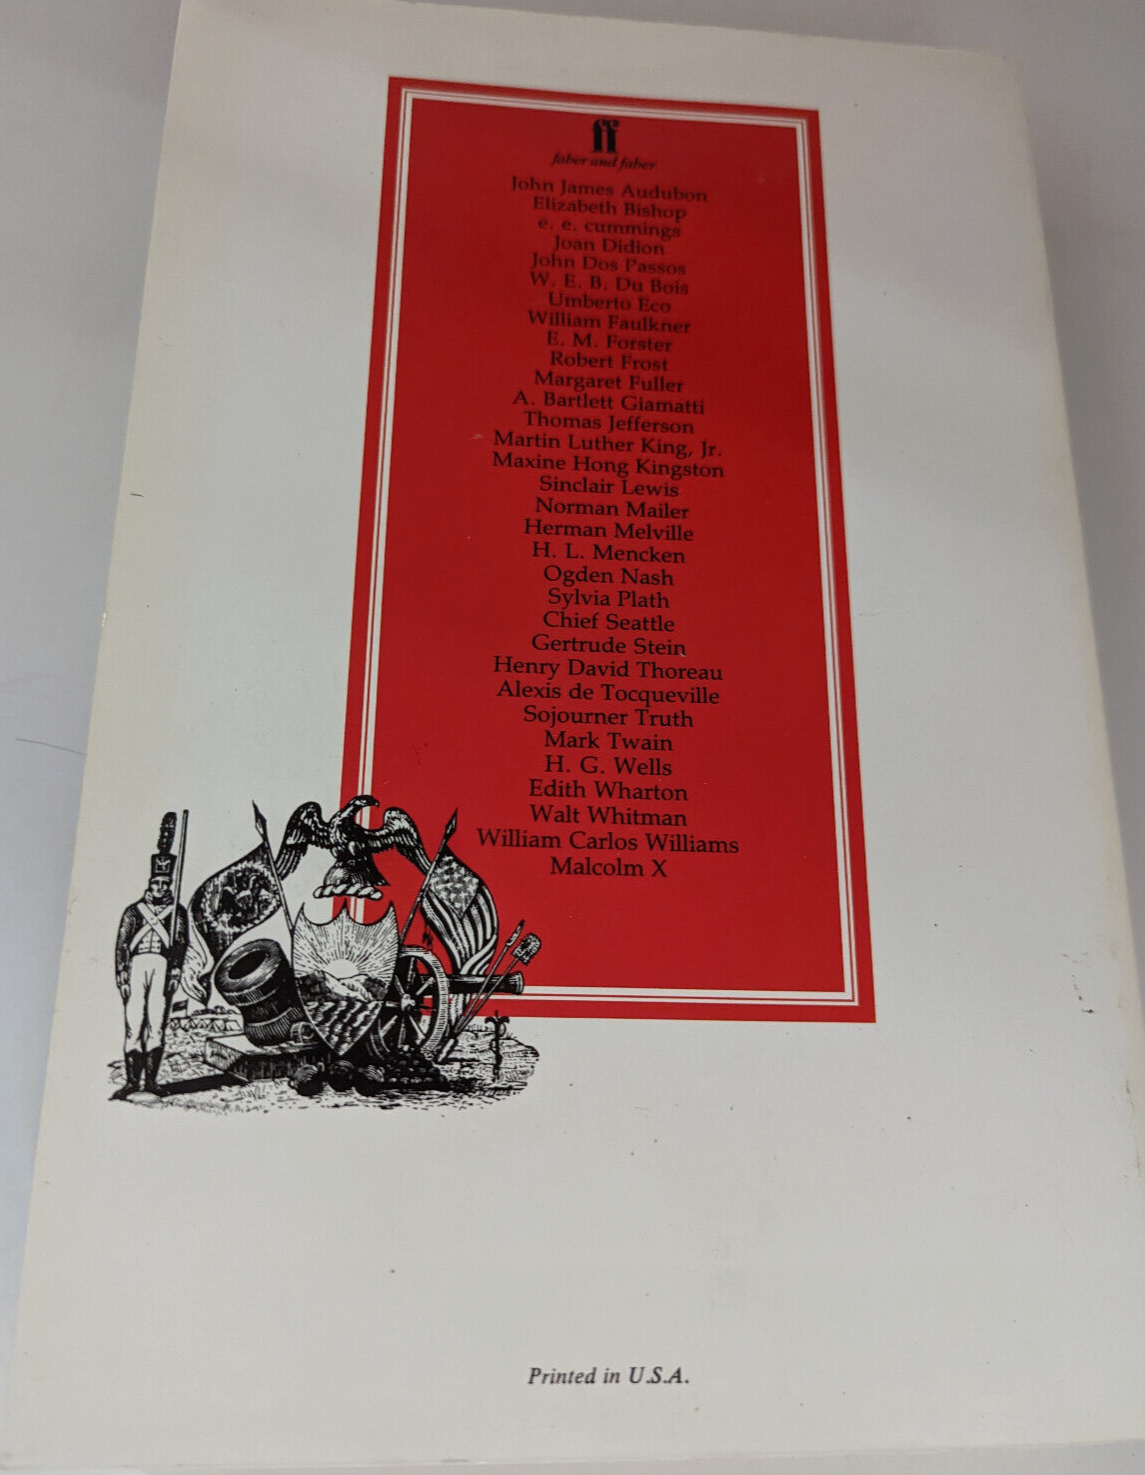 ff
faber and faber
John James Audubon
Elizabeth Bishop
e. e. cummings
Joan Didion
John Dos Passos
W. E. B. Du Bois
Umberto Eco
William Faulkner
E. M. Forster
Robert Frost
Margaret Fuller
A. Bartlett Giamatti
Thomas Jefferson
Martin Luther King, Jr.
Maxine Hong Kingston
Sinclair Lewis
Norman Mailer
Herman Melville
H. L. Mencken
Ogden Nash
Sylvia Plath
Chief Seattle
Gertrude Stein
Henry David Thoreau
Alexis de Tocqueville
Sojourner Truth
Mark Twain
H. G. Wells
Edith Wharton
Walt Whitman
William Carlos Williams
Malcolm X
Printed in U.S.A.